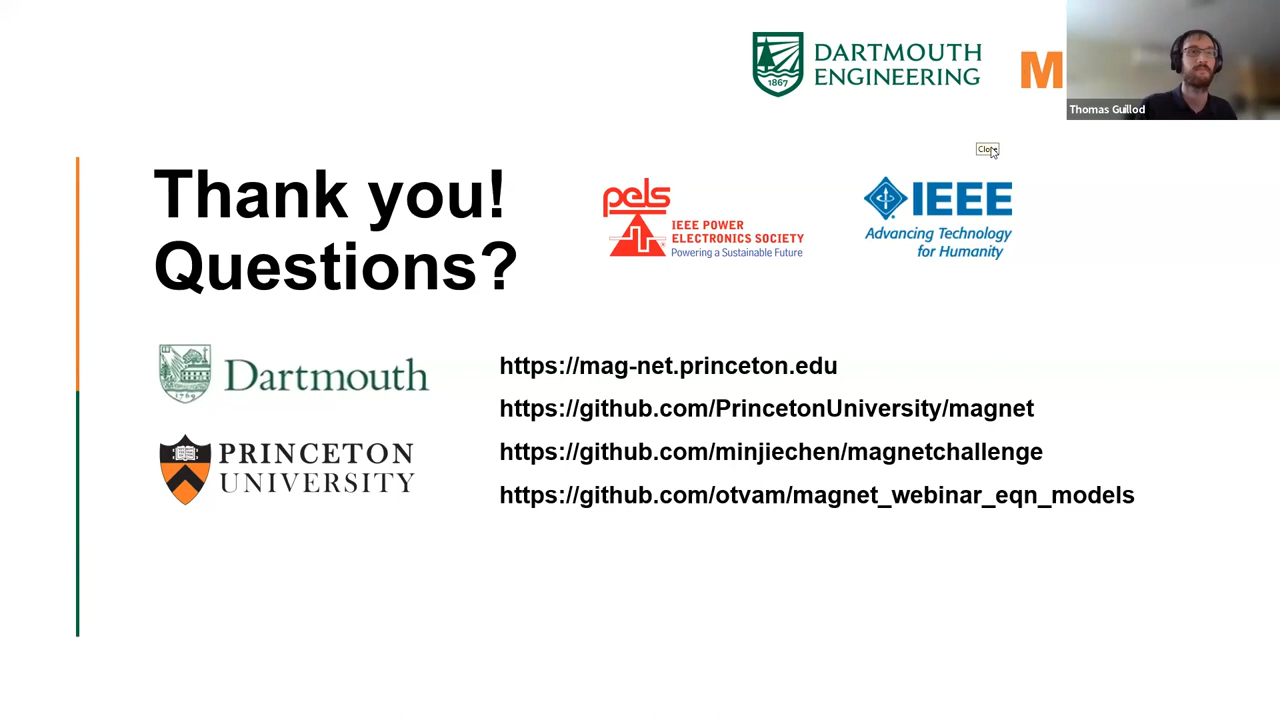 DARTMOUTH
ENGINEERING
1867
M
Thomas Guillod
Thank you!
Questions?
pels
IEEE POWER
ELECTRONICS SOCIETY
Powering a Sustainable Future
IEEE
Advancing Technology
for Humanity
Dartmouth
1769
PRINCETON
UNIVERSITY
https://mag-net.princeton.edu
https://github.com/PrincetonUniversity/magnet
https://github.com/minjiechen/magnetchallenge
https://github.com/otvam/magnet_webinar_eqn_models